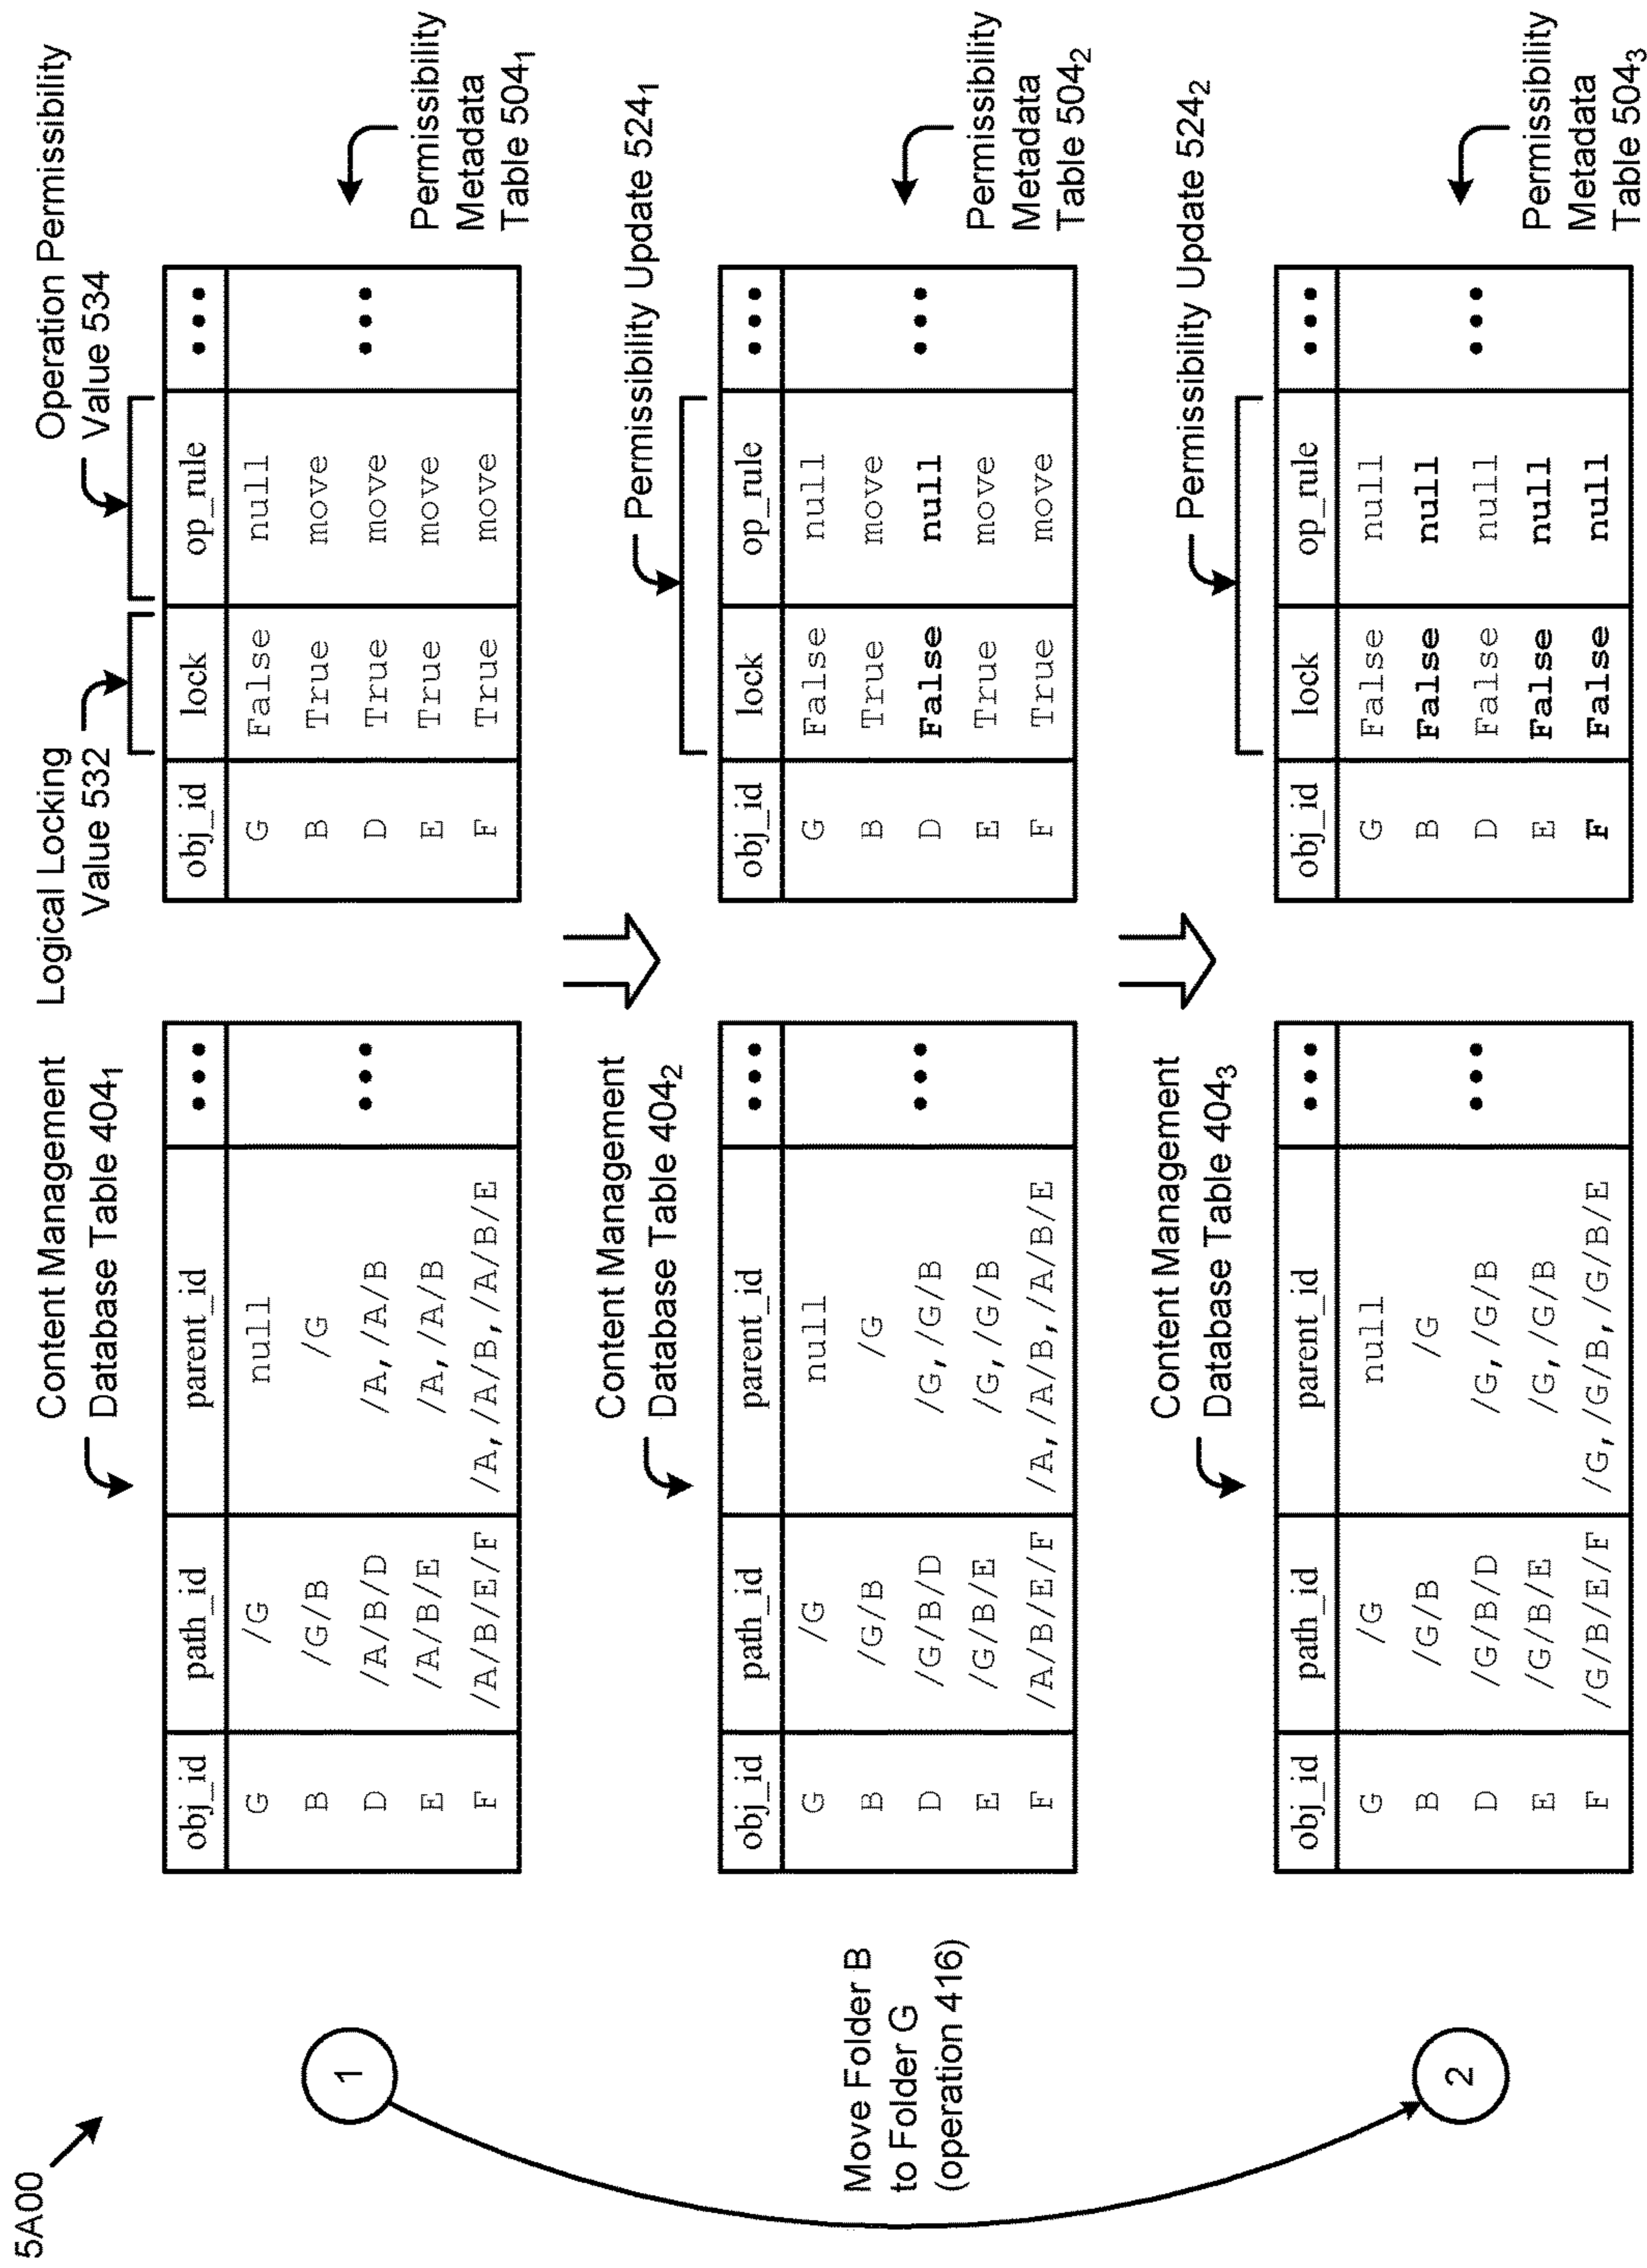 5A00
1
Move Folder B
to Folder G
(operation 416)
2
Content Management
Database Table 404₁
obj_id path_id parent_id •••
G /G null
B /G/B /G
D /A/B/D /A,/A/B •••
E /A/B/E /A,/A/B
F /A/B/E/F /A,/A/B,/A/B/E
Logical Locking
Value 532
Operation Permissibility
Value 534
obj_id lock op_rule •••
G False null
B True move
D True move •••
E True move
F True move
Permissibility
Metadata
Table 504₁
Content Management
Database Table 404₂
obj_id path_id parent_id •••
G /G null
B /G/B /G
D /G/B/D /G,/G/B •••
E /G/B/E /G,/G/B
F /A/B/E/F /A,/A/B,/A/B/E
Permissibility Update 524₁
obj_id lock op_rule •••
G False null
B True move
D False null •••
E True move
F True move
Permissibility
Metadata
Table 504₂
Content Management
Database Table 404₃
obj_id path_id parent_id •••
G /G null
B /G/B /G
D /G/B/D /G,/G/B •••
E /G/B/E /G,/G/B
F /G/B/E/F /G,/G/B,/G/B/E
Permissibility Update 524₂
obj_id lock op_rule •••
G False null
B False null
D False null •••
E False null
F False null
Permissibility
Metadata
Table 504₃